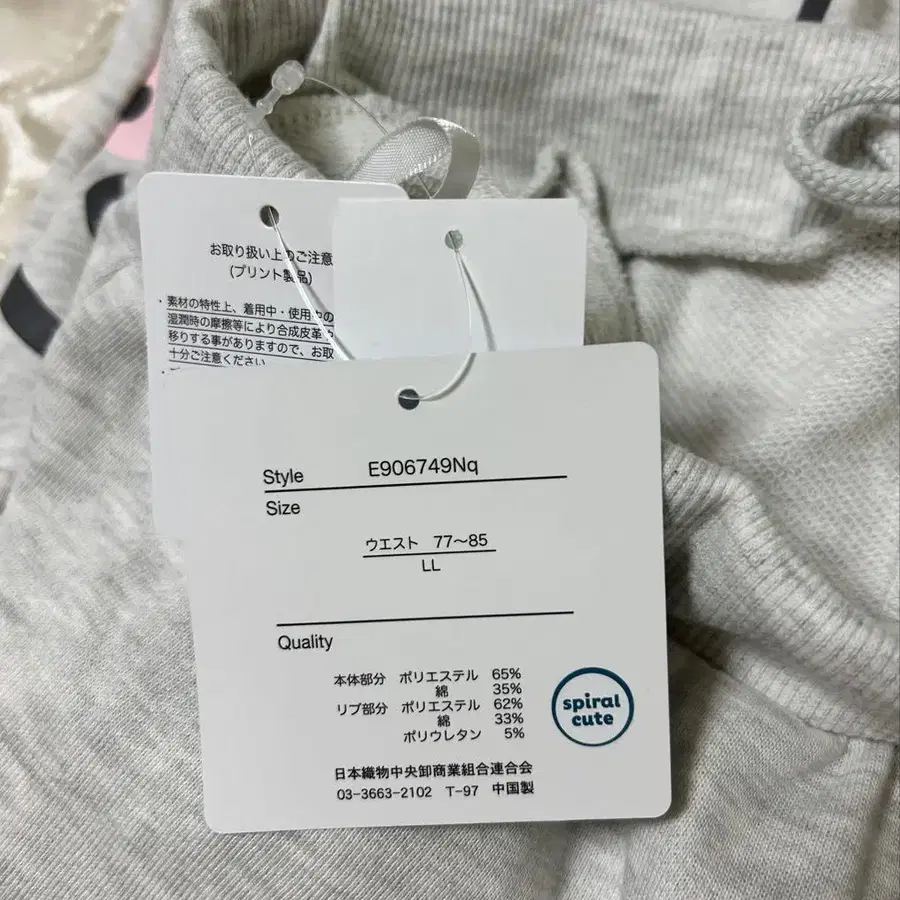 お取り扱い上のご注意
(プリント製品)
・素材の特性上、着用中・使用中の
湿潤時の摩擦等により合成皮革や
移りする事がありますので、お取
十分ご注意ください
Style E906749Nq
Size
ウエスト 77〜85
LL
Quality
本体部分 ポリエステル 65%
綿 35%
リブ部分 ポリエステル 62%
綿 33%
ポリウレタン 5%
spiral
cute
日本織物中央卸商業組合連合会
03-3663-2102 T-97 中国製